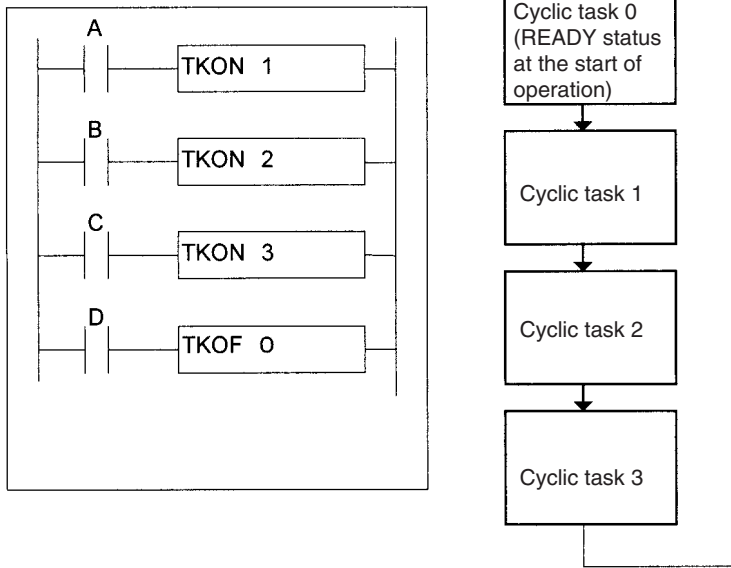 A
TKON 1
B
TKON 2
C
TKON 3
D
TKOF 0
Cyclic task 0
(READY status
at the start of
operation)
Cyclic task 1
Cyclic task 2
Cyclic task 3